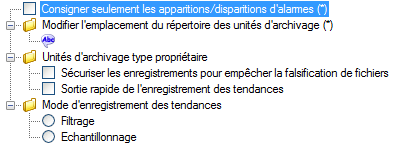 Consigner seulement les apparitions/disparitions d'alarmes (*)
Modifier l'emplacement du répertoire des unités d'archivage (*)
Abc
Unités d'archivage type propriétaire
Sécuriser les enregistrements pour empêcher la falsification de fichiers
Sortie rapide de l'enregistrement des tendances
Mode d'enregistrement des tendances
Filtrage
Echantillonnage